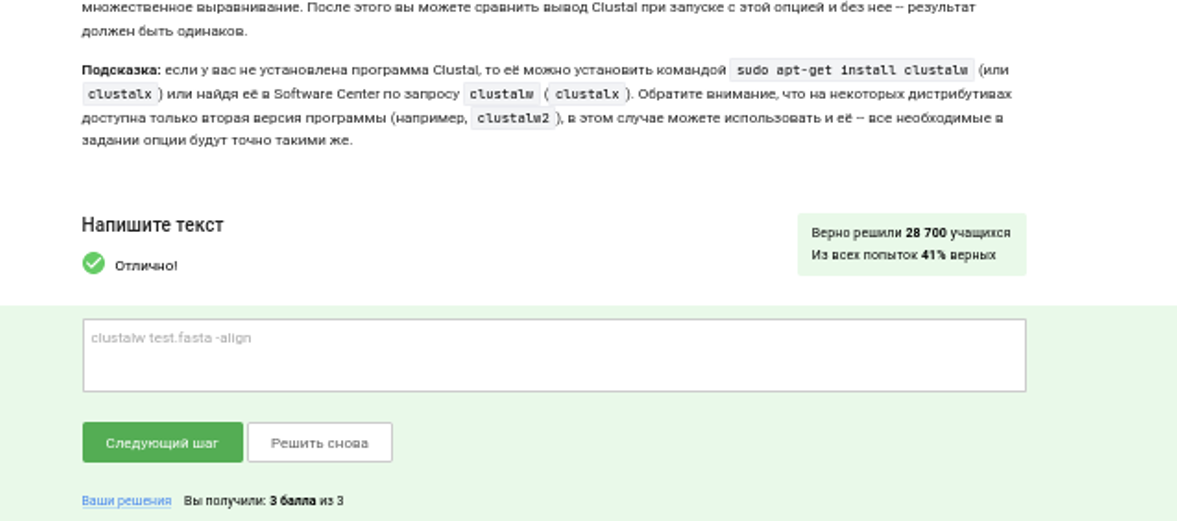 множественное выравнивание. После этого вы можете сравнить вывод Clustal при запуске с этой опцией и без нее – результат
должен быть одинаков.
Подсказка: если у вас не установлена программа Clustal, то её можно установить командой sudo apt-get install clustalw (или
clustalx ) или найдя её в Software Center по запросу clustalw ( clustalx ). Обратите внимание, что на некоторых дистрибутивах
доступна только вторая версия программы (например, clustalw2 ), в этом случае можете использовать и её – все необходимые в
задании опции будут точно такими же.
Напишите текст
Верно решили 28 700 учащихся
Из всех попыток 41% верных
Отлично!
clustalw test.fasta -align
Следующий шаг Решить снова
Ваши решения Вы получили: 3 балла из 3